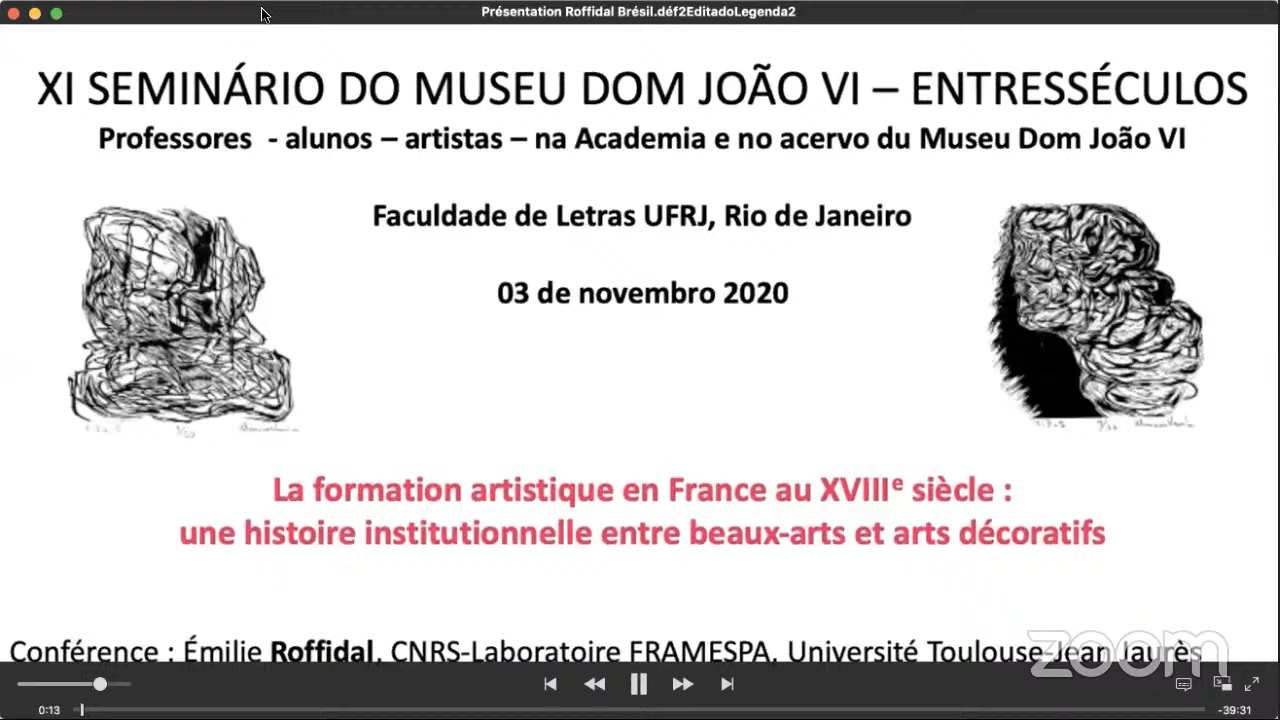 Présentation Roffidal Brésil.déf2EditadoLegenda2
XI SEMINÁRIO DO MUSEU DOM JOÃO VI – ENTRESSÉCULOS
Professores - alunos – artistas – na Academia e no acervo du Museu Dom João VI
Faculdade de Letras UFRJ, Rio de Janeiro
03 de novembro 2020
La formation artistique en France au XVIIIe siècle :
une histoire institutionnelle entre beaux-arts et arts décoratifs
Conférence : Émilie Roffidal, CNRS-Laboratoire FRAMESPA, Université Toulouse-Jean Jaurès
zoom
0:13
-39:31